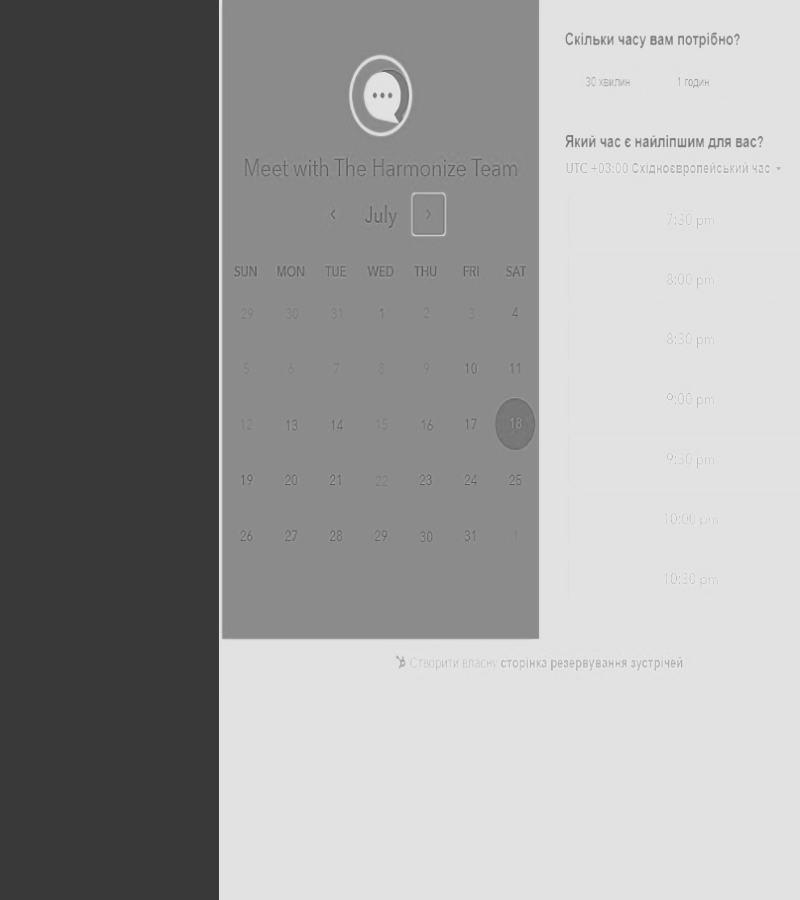 Meet with The Harmonize Team
July
SUN MON TUE WED THU FRI SAT
29 30 31 1 2 3 4
5 6 7 8 9 10 11
12 13 14 15 16 17 18
19 20 21 22 23 24 25
26 27 28 29 30 31 1
Скільки часу вам потрібно?
30 хвилин 1 годин
Який час є найліпшим для вас?
UTC +03:00 Східноєвропейський час
7:30 pm
8:00 pm
8:30 pm
9:00 pm
9:30 pm
10:00 pm
10:30 pm
Створити власну сторінка резервування зустрічей